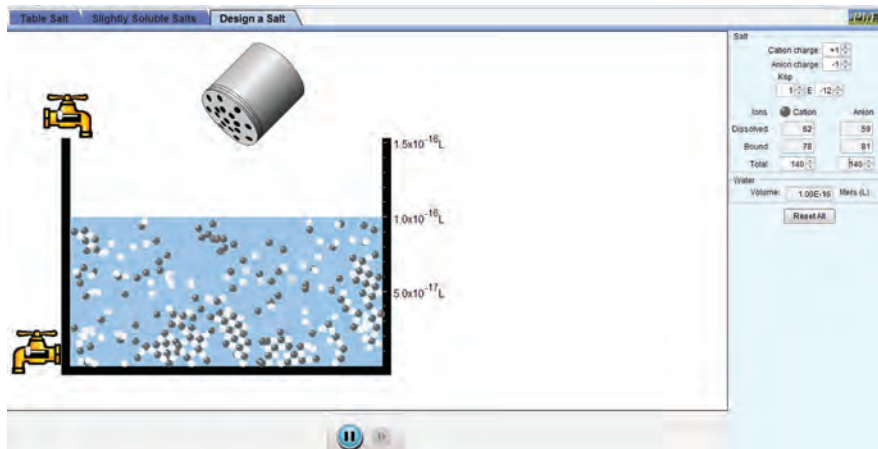 Table Salt Slightly Soluble Salts Design a Salt
Salt
Cation charge: +1
Anion charge: -1
Ksp
1 E -12
Ions Cation Anion
Dissolved 62 59
Bound 78 81
Total 140 140
Water
Volume: 1.00E-16 liters (L)
Reset All
1.5x10-16L
1.0x10-16L
5.0x10-17L